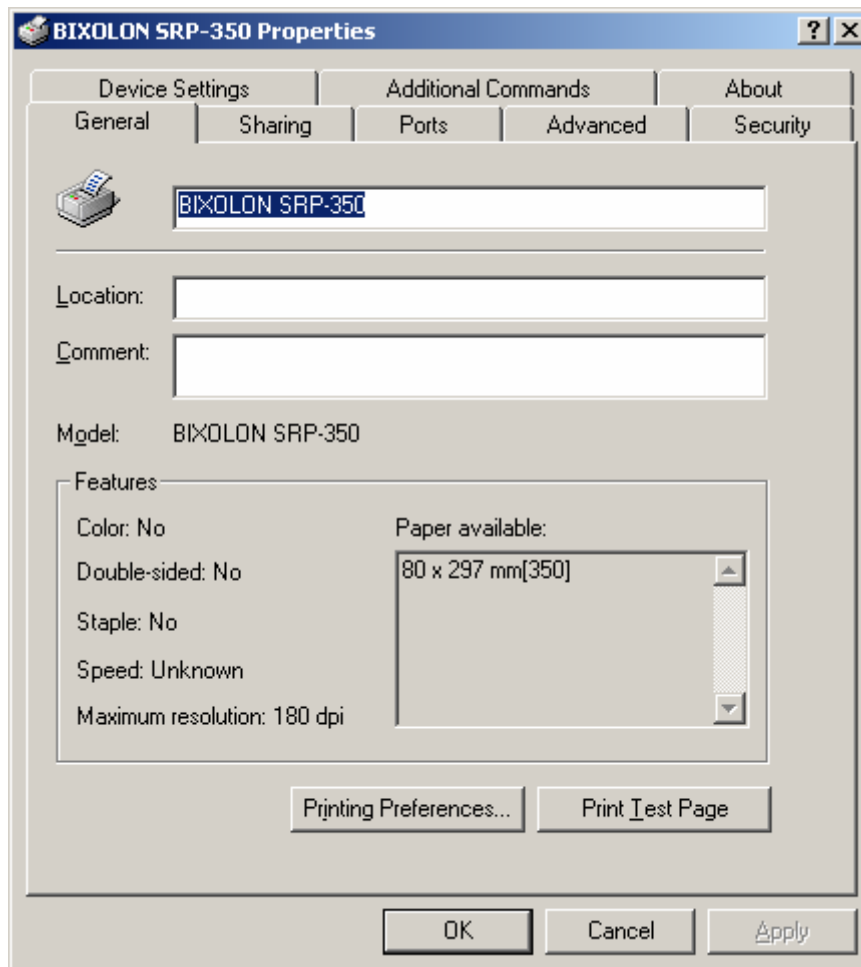 BIXOLON SRP-350 Properties
Device Settings Additional Commands About
General Sharing Ports Advanced Security
BIXOLON SRP-350
Location:
Comment:
Model: BIXOLON SRP-350
Features
Color: No
Paper available:
Double-sided: No
80 x 297 mm[350]
Staple: No
Speed: Unknown
Maximum resolution: 180 dpi
Printing Preferences... Print Test Page
OK Cancel Apply